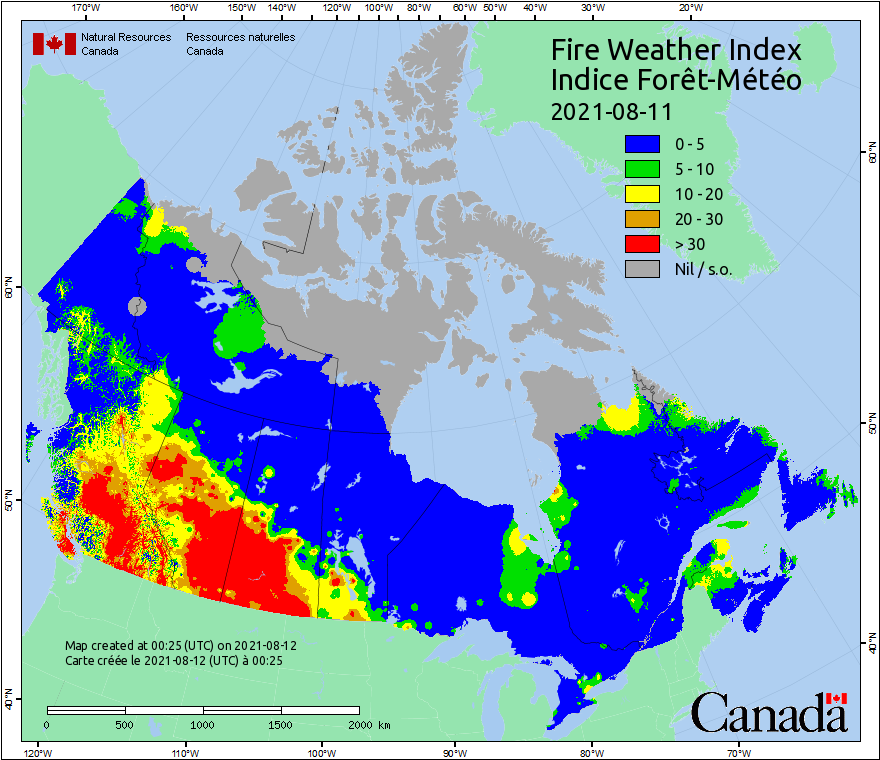 170°W 160°W 150°W 140°W 120°W 100°W 80°W 60°W 50°W 40°W 30°W 20°W
Natural Resources Canada
Ressources naturelles Canada
Fire Weather Index
Indice Forêt-Météo
2021-08-11
0 - 5
5 - 10
10 - 20
20 - 30
> 30
Nil / s.o.
60°N
50°N
40°N
60°N
50°N
40°N
Map created at 00:25 (UTC) on 2021-08-12
Carte créée le 2021-08-12 (UTC) à 00:25
0 500 1000 1500 2000 km
Canada
120°W 110°W 100°W 90°W 80°W 70°W